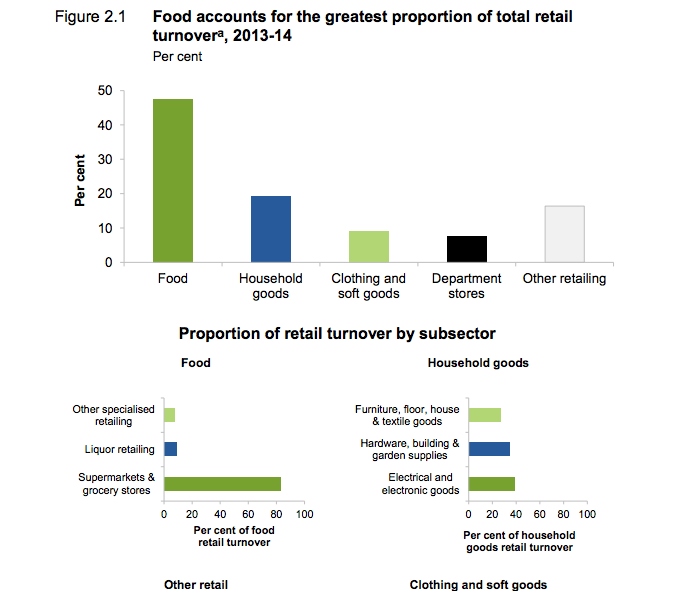 Figure 2.1
Food accounts for the greatest proportion of total retail
turnoverª, 2013-14
Per cent
50
40
30
20
10
0
Per cent
Food
Household
goods
Clothing and
soft goods
Department
stores
Other retailing
Proportion of retail turnover by subsector
Food
Other specialised
retailing
Liquor retailing
Supermarkets &
grocery stores
0 20 40 60 80 100
Per cent of food
retail turnover
Household goods
Furniture, floor, house
& textile goods
Hardware, building &
garden supplies
Electrical and
electronic goods
0 20 40 60 80 100
Per cent of household
goods retail turnover
Other retail
Clothing and soft goods